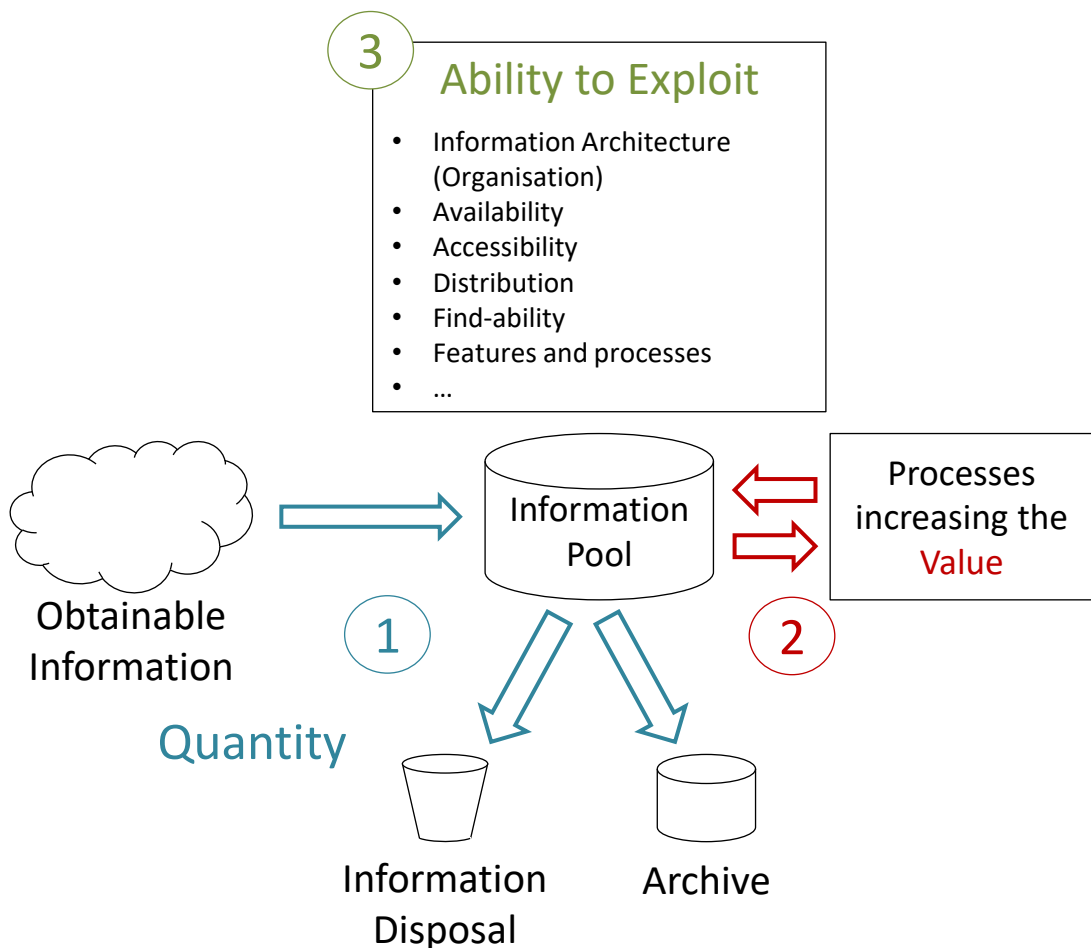 3
Ability to Exploit
• Information Architecture
(Organisation)
• Availability
• Accessibility
• Distribution
• Find-ability
• Features and processes
• ...
Obtainable
Information
Information
Pool
Processes
increasing the
Value
1
2
Quantity
Information
Disposal
Archive